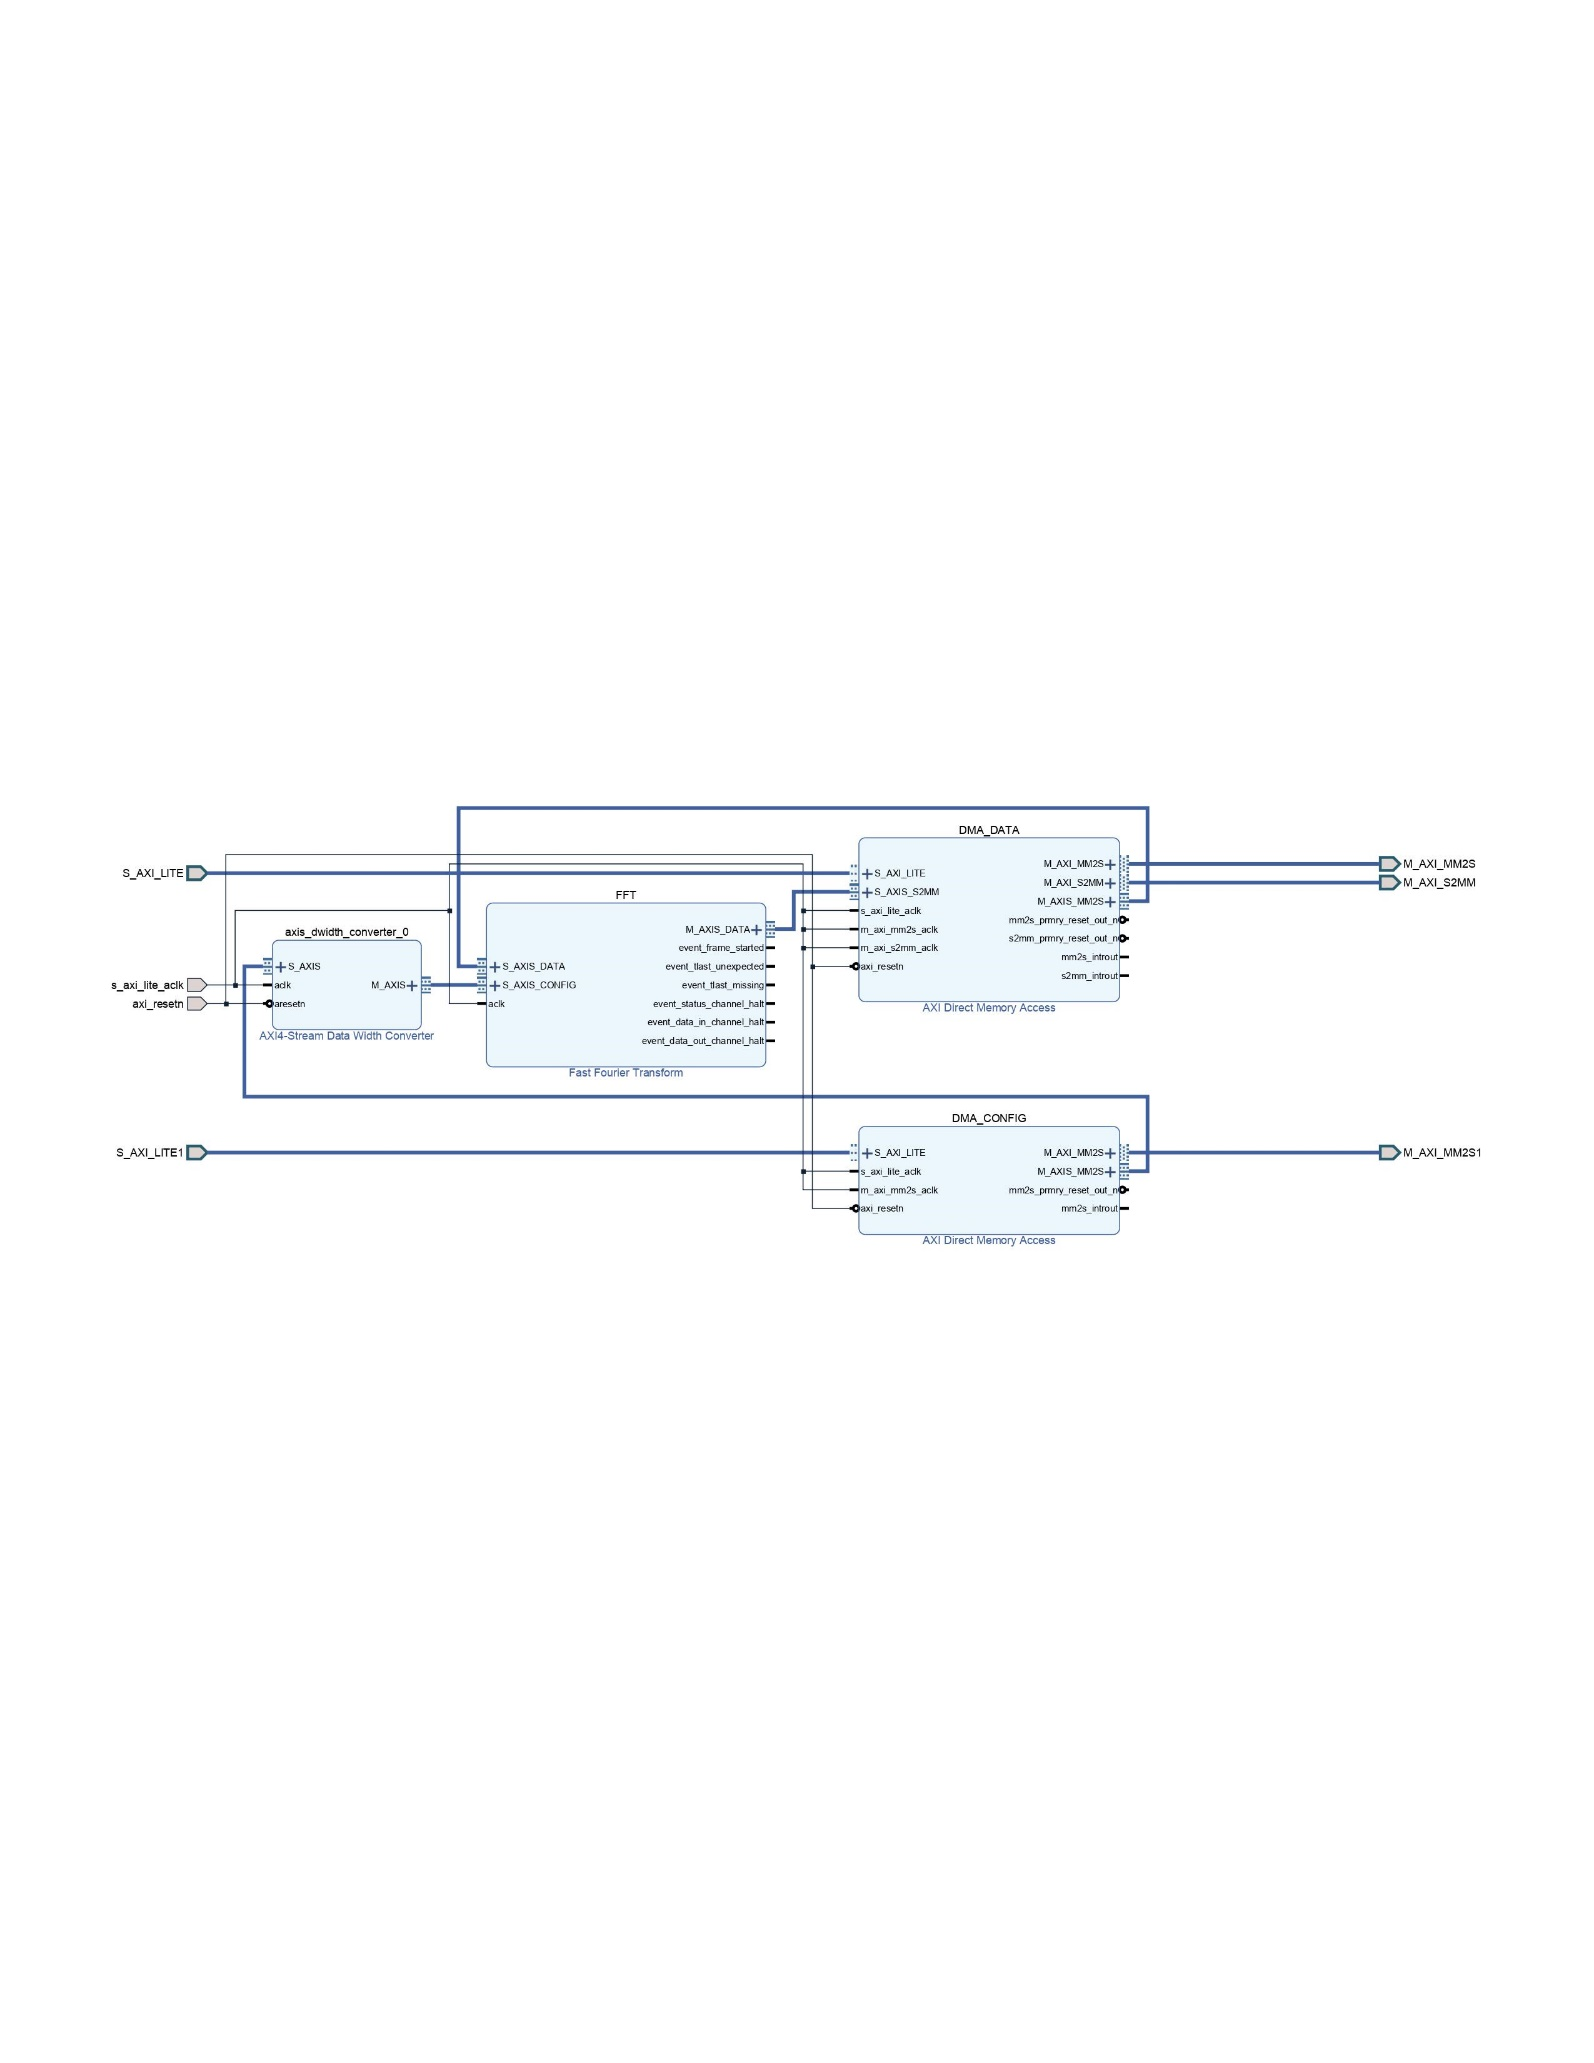 DMA_DATA
S_AXI_LITE
S_AXI_LITE
S_AXIS_S2MM
s_axi_lite_aclk
m_axi_mm2s_aclk
m_axi_s2mm_aclk
axi_resetn
M_AXI_MM2S
M_AXI_S2MM
M_AXIS_MM2S
mm2s_prmry_reset_out_n
s2mm_prmry_reset_out_n
mm2s_introut
s2mm_introut
AXI Direct Memory Access
M_AXI_MM2S
M_AXI_S2MM
FFT
M_AXIS_DATA
event_frame_started
event_tlast_unexpected
event_tlast_missing
event_status_channel_halt
event_data_in_channel_halt
event_data_out_channel_halt
S_AXIS_DATA
S_AXIS_CONFIG
aclk
Fast Fourier Transform
axis_dwidth_converter_0
S_AXIS
aclk
aresetn
M_AXIS
AXI4-Stream Data Width Converter
s_axi_lite_aclk
axi_resetn
DMA_CONFIG
S_AXI_LITE1
S_AXI_LITE
s_axi_lite_aclk
m_axi_mm2s_aclk
axi_resetn
M_AXI_MM2S
M_AXIS_MM2S
mm2s_prmry_reset_out_n
mm2s_introut
AXI Direct Memory Access
M_AXI_MM2S1